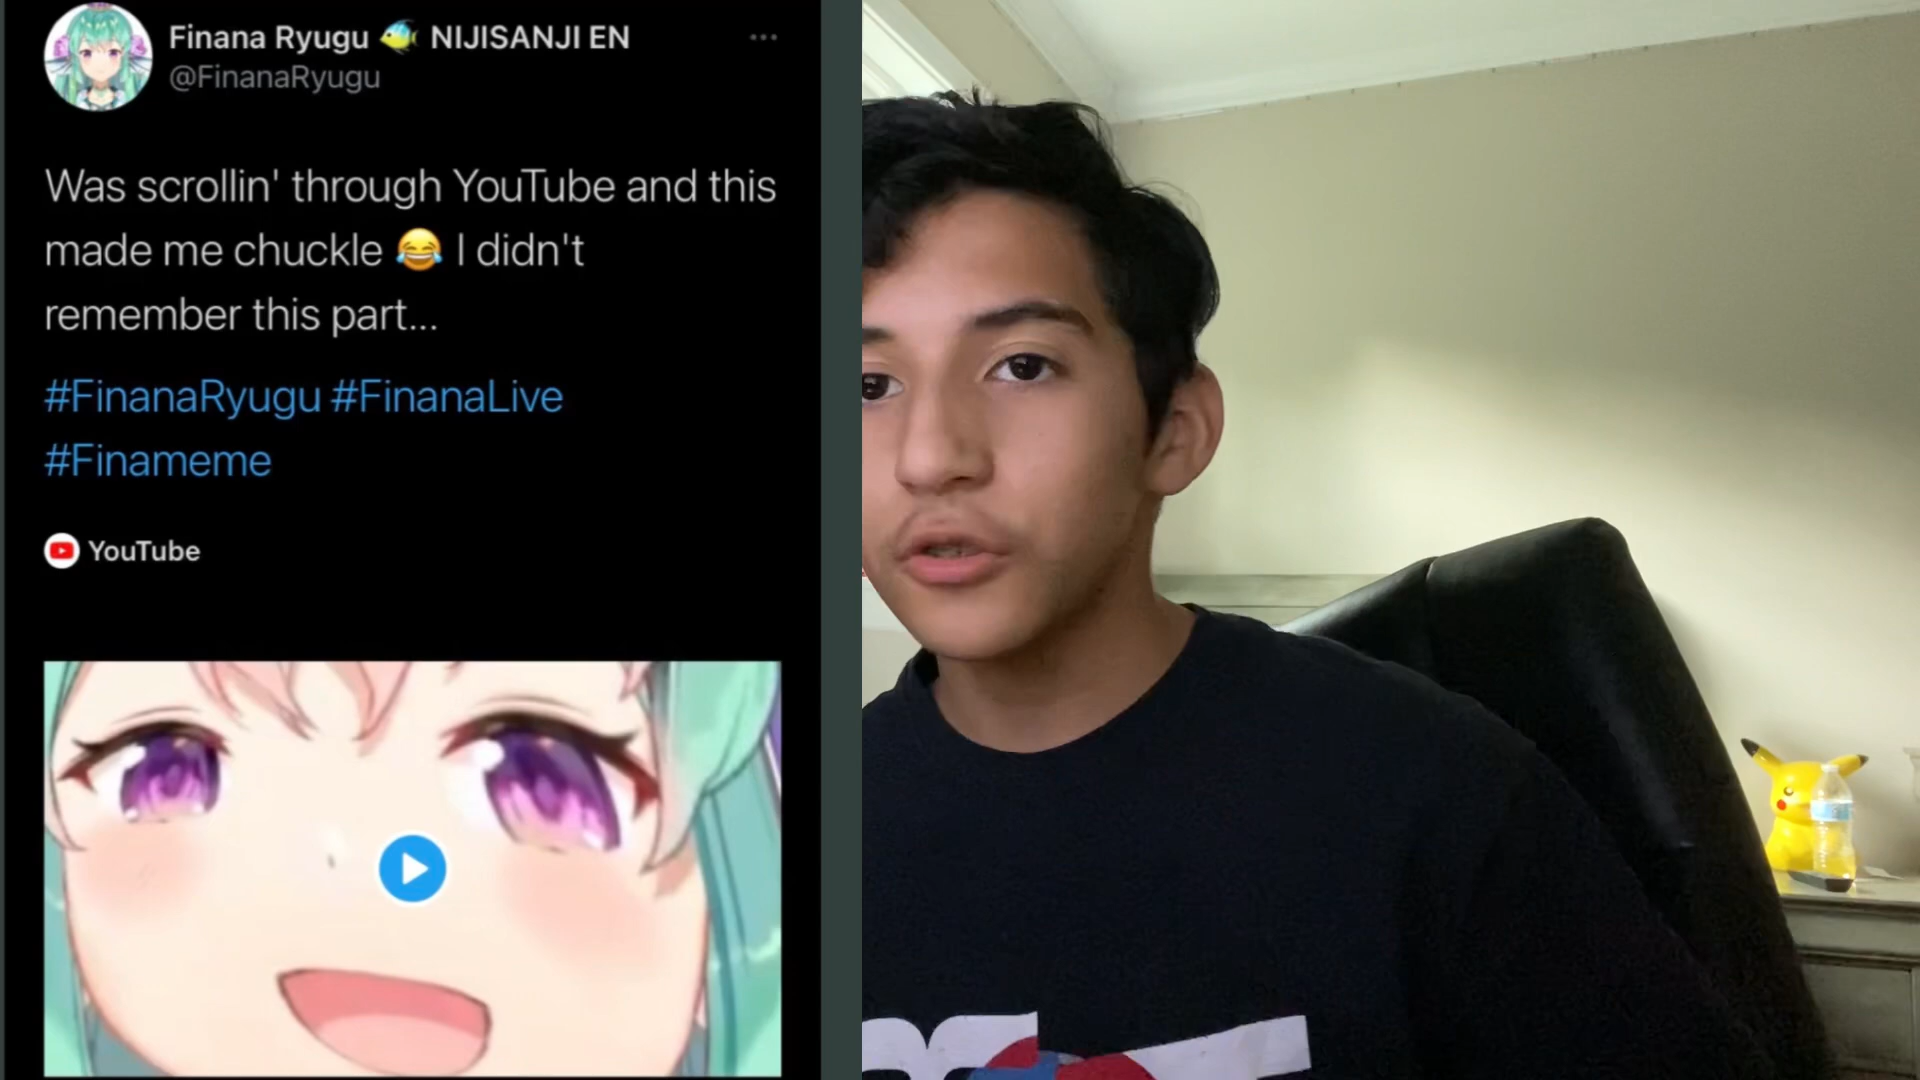 Finana Ryugu 🐠 NIJISANJI EN
@FinanaRyugu
Was scrollin' through YouTube and this
made me chuckle 😂 I didn't
remember this part...
#FinanaRyugu #FinanaLive
#Finameme
YouTube